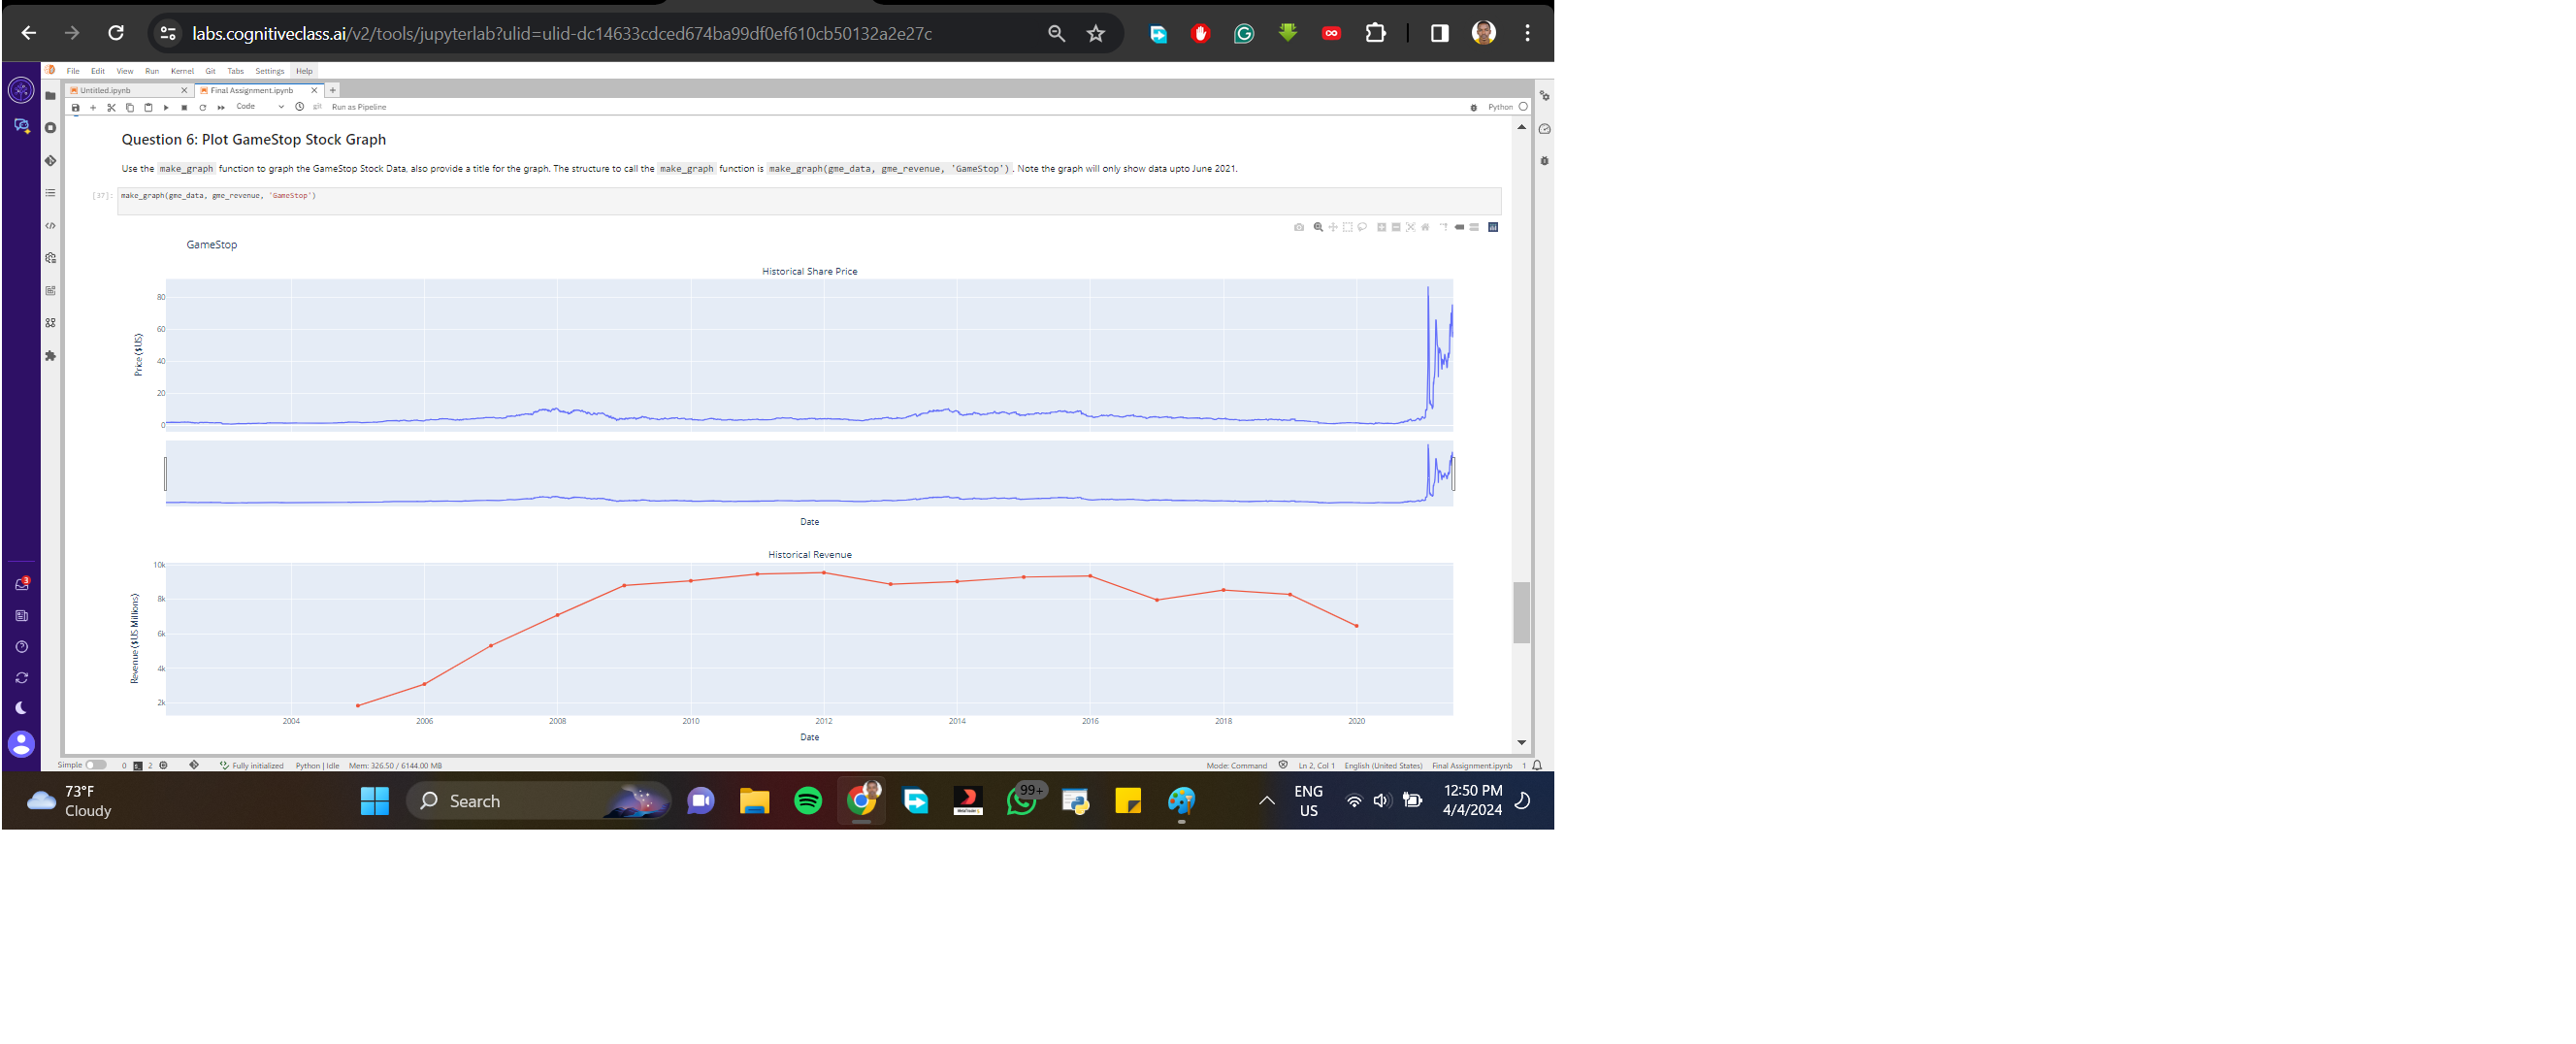 labs.cognitiveclass.ai/v2/tools/jupyterlab?ulid=ulid-dc14633cdced674ba99df0ef610cb50132a2e27c
File Edit View Run Kernel Git Tabs Settings Help
Untitled.ipynb Final Assignment.ipynb
Code git Run as Pipeline Python
Question 6: Plot GameStop Stock Graph
Use the make_graph function to graph the GameStop Stock Data, also provide a title for the graph. The structure to call the make_graph function is make_graph(gme_data, gme_revenue, 'GameStop'). Note the graph will only show data upto June 2021.
[37]: make_graph(gme_data, gme_revenue, 'GameStop')
GameStop
Historical Share Price
80
60
40
20
0
Price ($US)
Date
Historical Revenue
10k
8k
6k
4k
2k
Revenue ($US Millions)
2004 2006 2008 2010 2012 2014 2016 2018 2020
Date
3
Simple 0 2 Fully initialized Python | Idle Mem: 326.50 / 6144.00 MB Mode: Command Ln 2, Col 1 English (United States) Final Assignment.ipynb 1
73°F
Cloudy
Search
99+
ENG
US
12:50 PM
4/4/2024